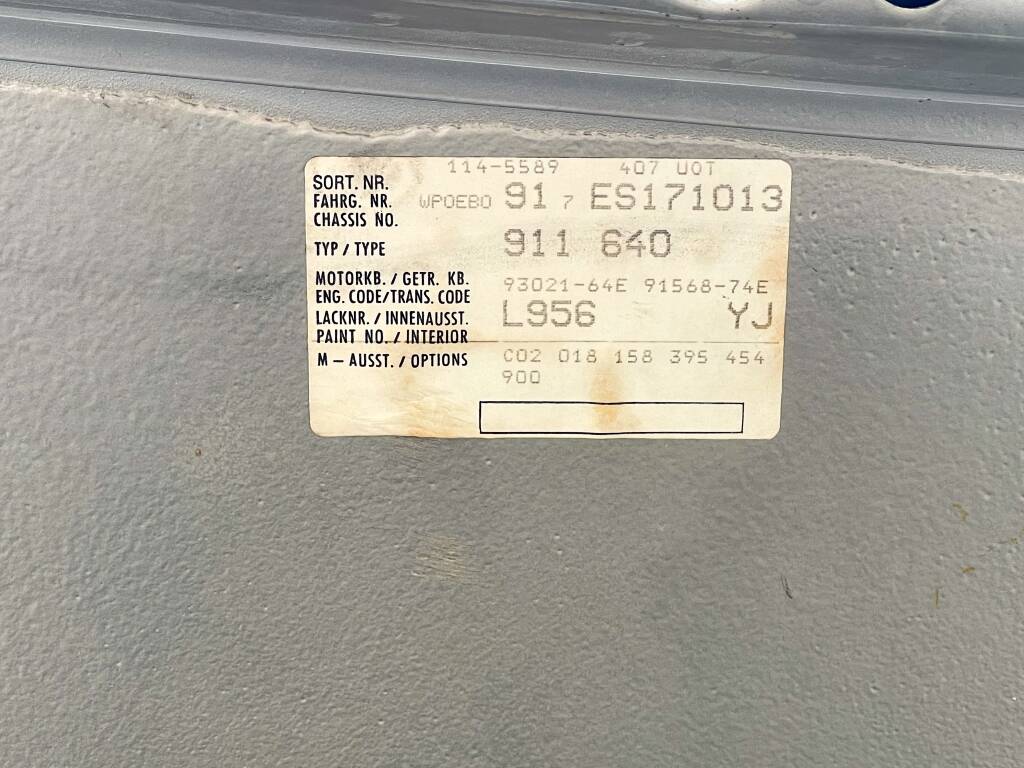 114-5589 407 U0T
SORT. NR.
FAHRG. NR.
CHASSIS NO.
WP0EB0 91 7 ES171013
TYP / TYPE
911 640
MOTORKB. / GETR. KB.
ENG. CODE/TRANS. CODE
93021-64E 91568-74E
LACKNR. / INNENAUSST.
PAINT NO. / INTERIOR
L956 YJ
M – AUSST. / OPTIONS
C02 018 158 395 454
900